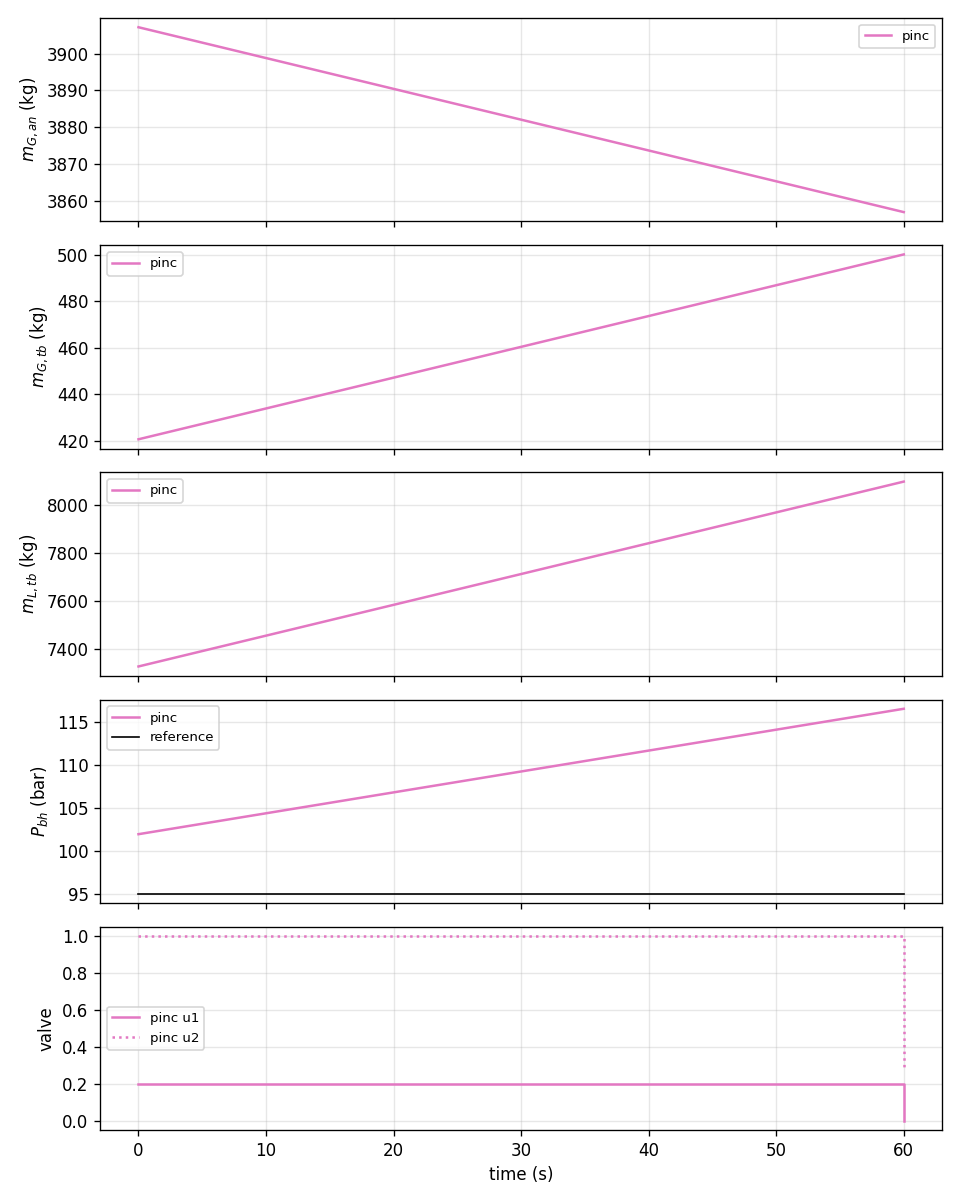 pinc
3900
3890
3880
3870
3860
m_{G,an} (kg)
pinc
500
480
460
440
420
m_{G,tb} (kg)
pinc
8000
7800
7600
7400
m_{L,tb} (kg)
pinc
reference
115
110
105
100
95
P_{bh} (bar)
pinc u1
pinc u2
1.0
0.8
0.6
0.4
0.2
0.0
valve
0 10 20 30 40 50 60
time (s)